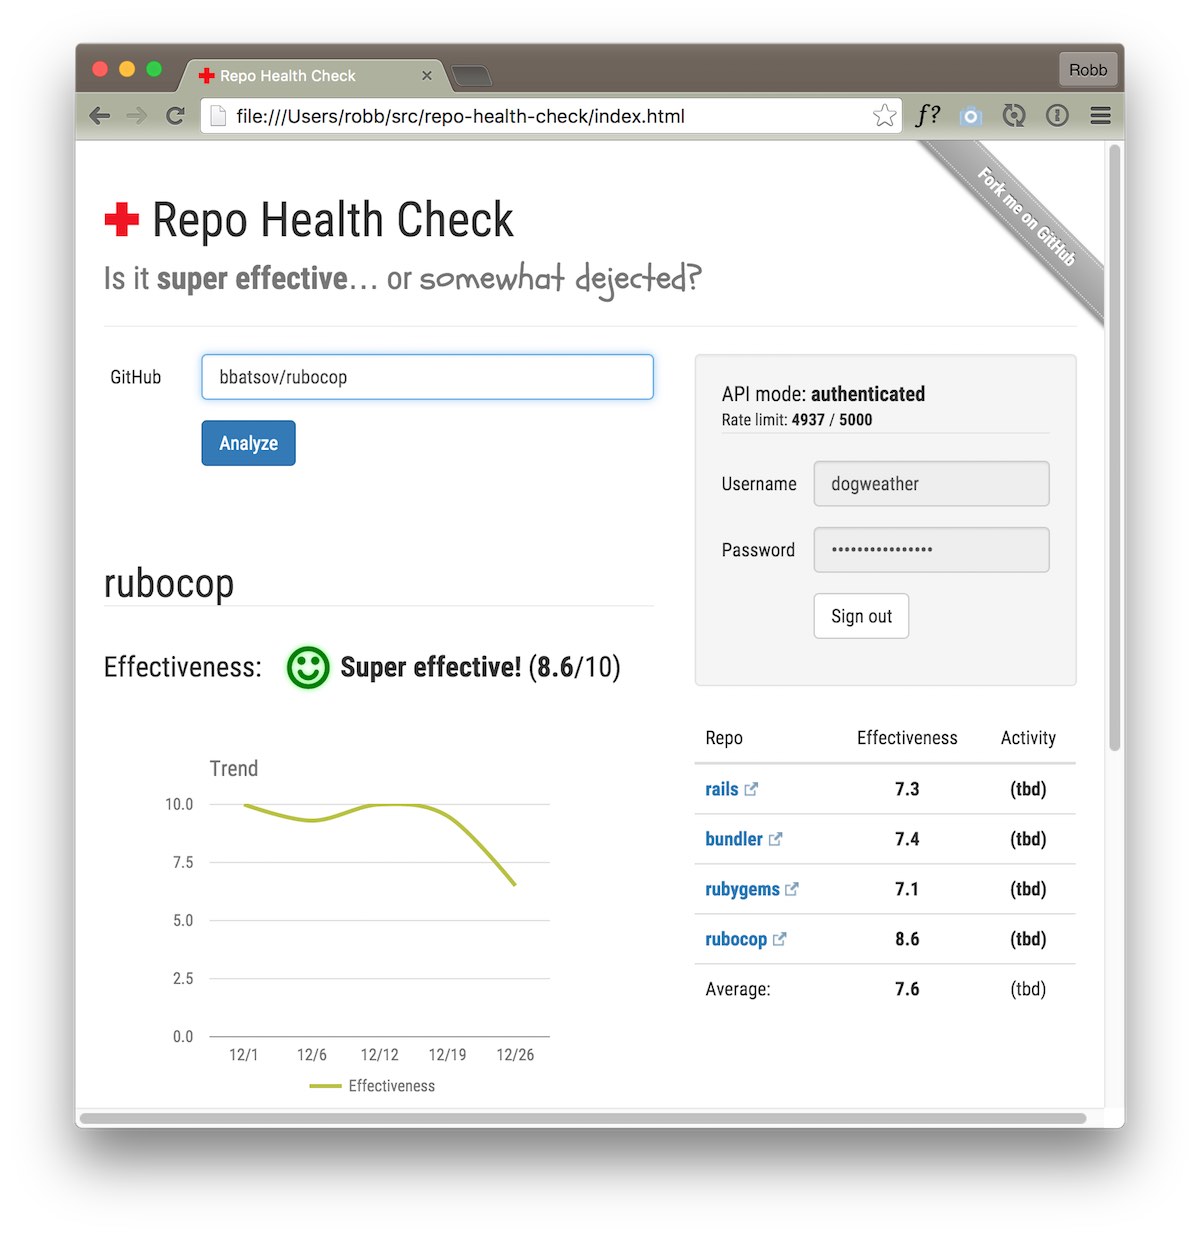 Repo Health Check
Robb
file:///Users/robb/src/repo-health-check/index.html
f?
Fork me on GitHub
Repo Health Check
Is it super effective... or somewhat dejected?
GitHub bbatsov/rubocop
Analyze
API mode: authenticated
Rate limit: 4937 / 5000
Username dogweather
Password ••••••••••••••••
Sign out
rubocop
Effectiveness: Super effective! (8.6/10)
Trend
10.0
7.5
5.0
2.5
0.0
12/1 12/6 12/12 12/19 12/26
Effectiveness
Repo Effectiveness Activity
rails 7.3 (tbd)
bundler 7.4 (tbd)
rubygems 7.1 (tbd)
rubocop 8.6 (tbd)
Average: 7.6 (tbd)